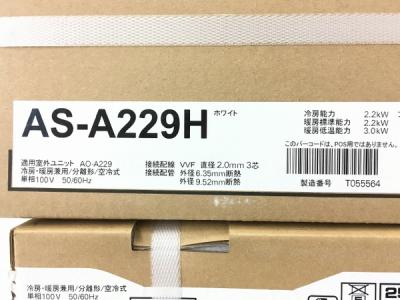 AS-A229H
ホワイト
冷房能力 2.2kW
暖房標準能力 2.2kW
暖房低温能力 3.0kW
このバーコードは、POS用ではありません。
適用室外ユニット AO-A229
冷房・暖房兼用/分離形/空冷式
単相100V 50/60Hz
接続配線 VVF 直径2.0mm 3芯
接続配管 外径6.35mm断熱
外径9.52mm断熱
製造番号 T055564
冷房・暖房兼用/分離形/空冷式
単相100V 50/60Hz